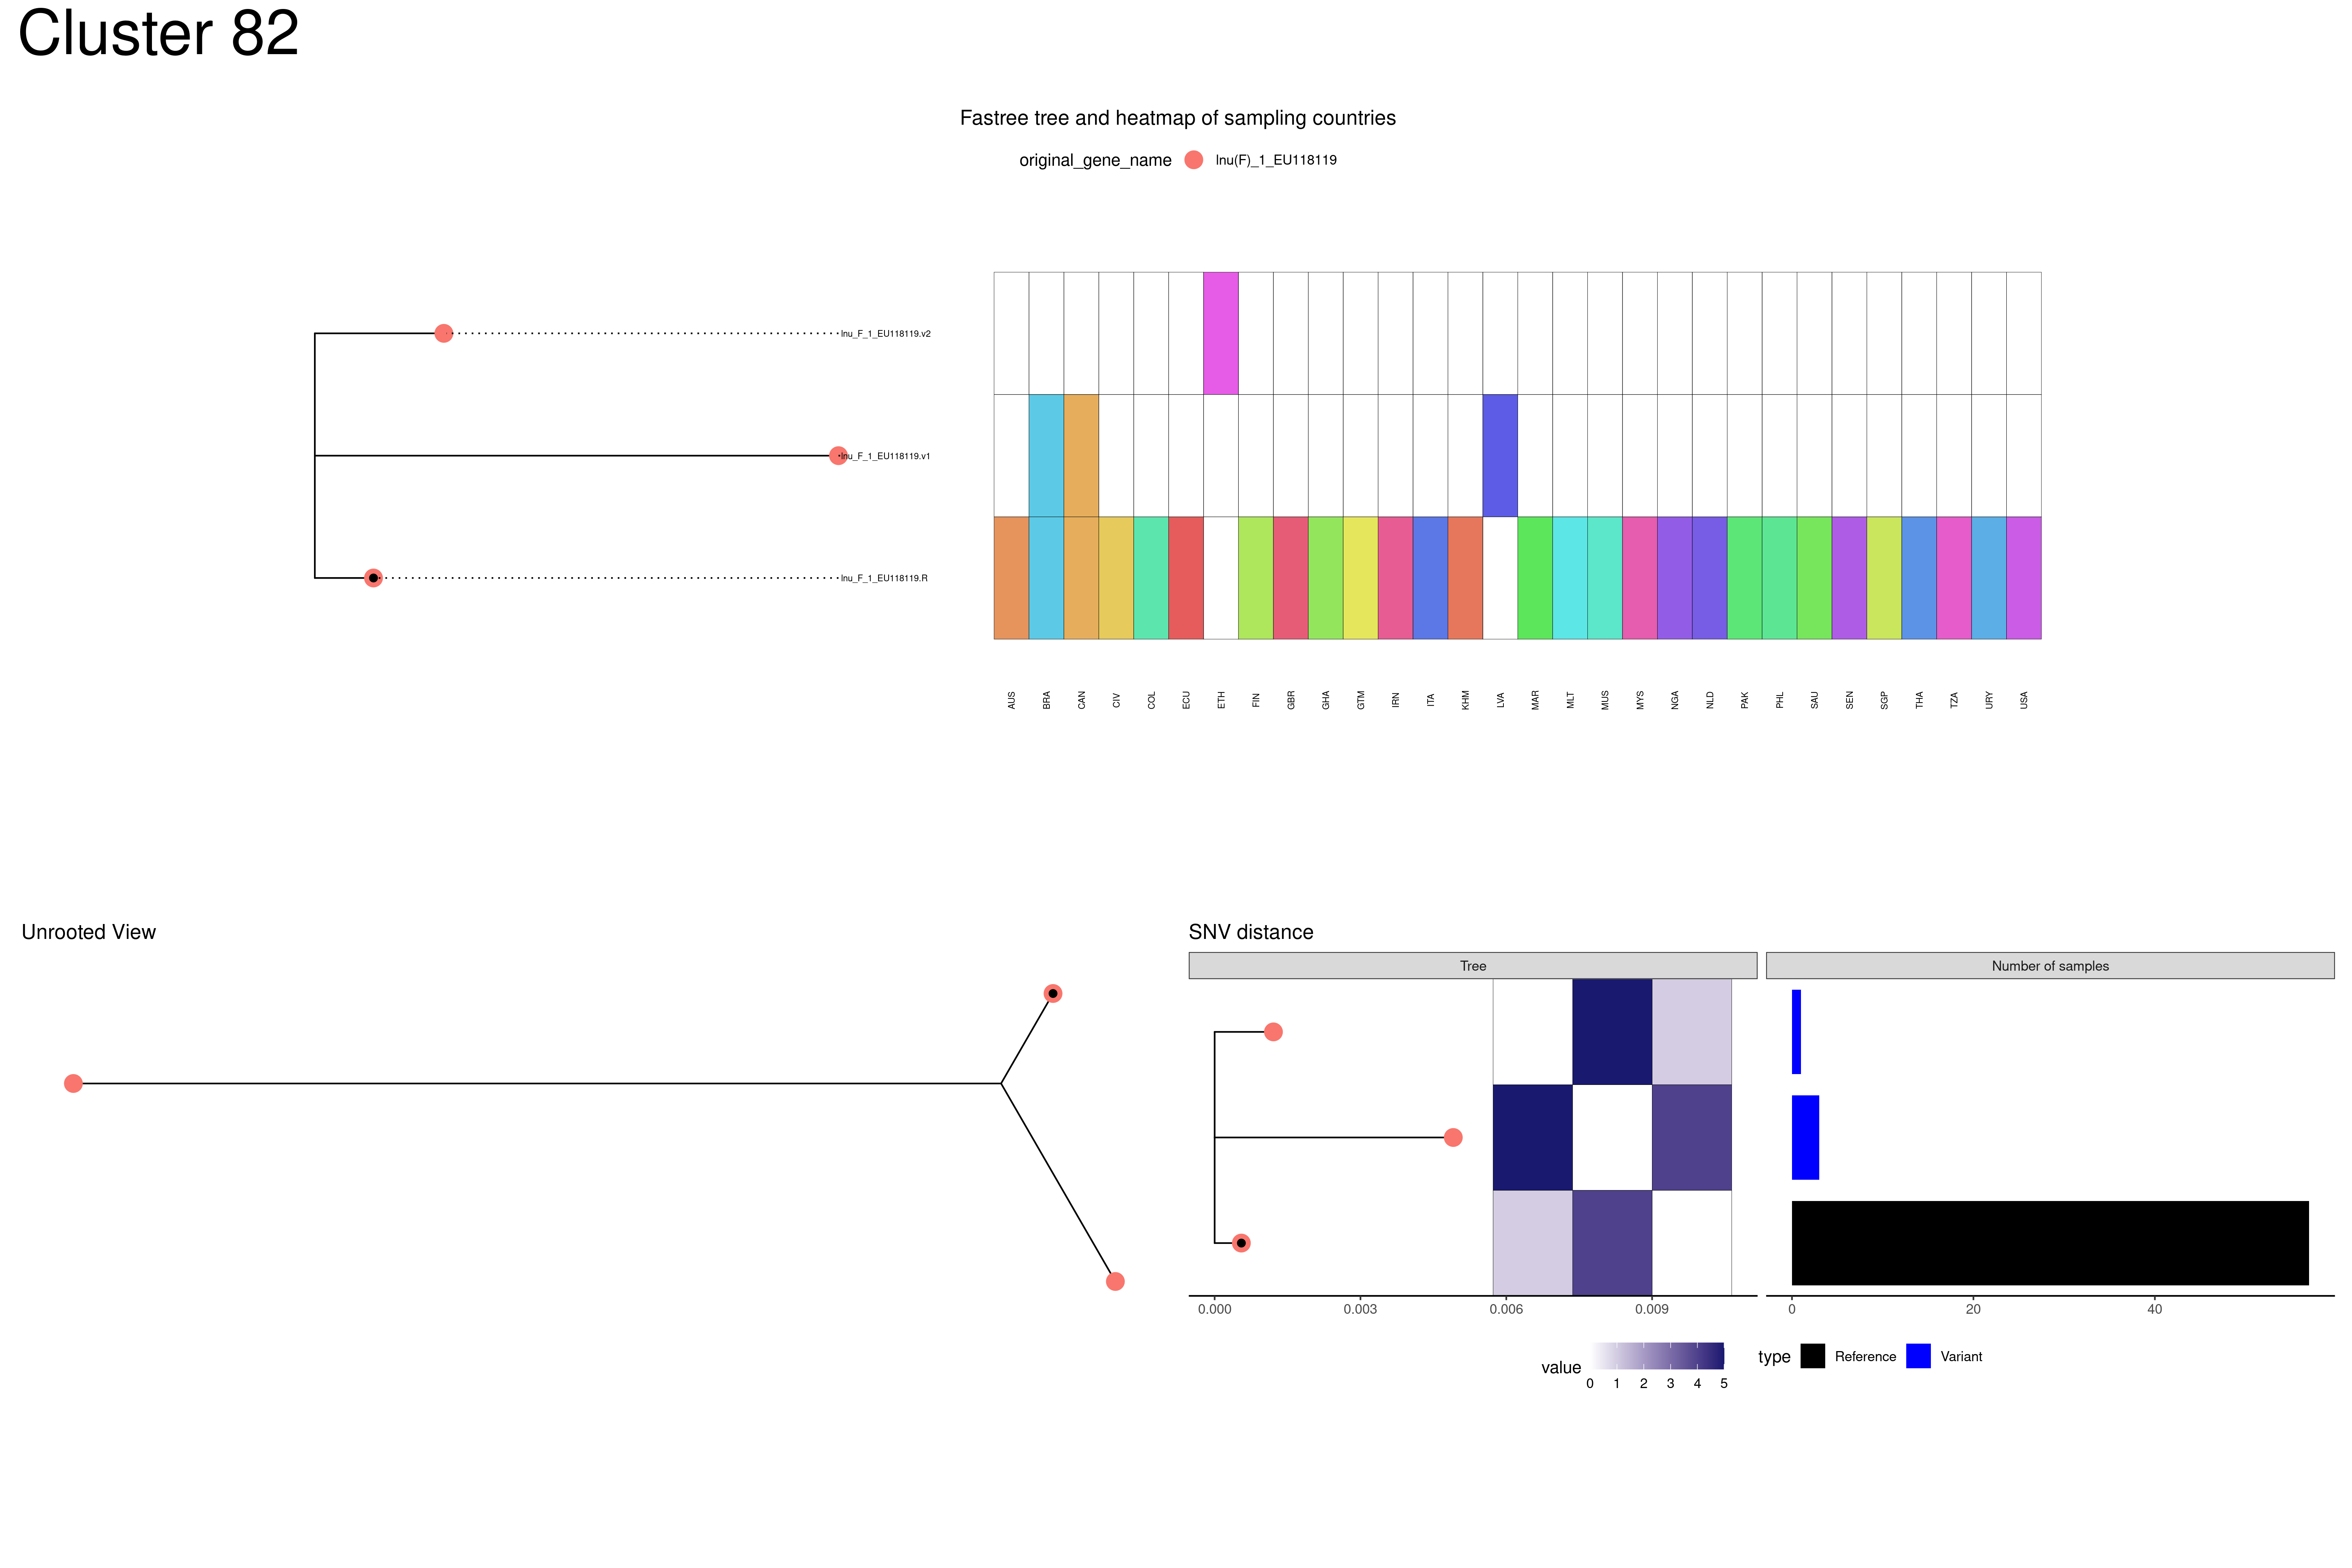 Cluster 82
Fastree tree and heatmap of sampling countries
original_gene_name lnu(F)_1_EU118119
lnu_F_1_EU118119.v2
lnu_F_1_EU118119.v1
lnu_F_1_EU118119.R
AUS BRA CAN CIV COL ECU ETH FIN GBR GHA GTM IRN ITA KHM LVA MAR MLT MUS MYS NGA NLD PAK PHL SAU SEN SGP THA TZA URY USA
Unrooted View
SNV distance
Tree Number of samples
0.000 0.003 0.006 0.009 0 20 40
value 0 1 2 3 4 5
type Reference Variant